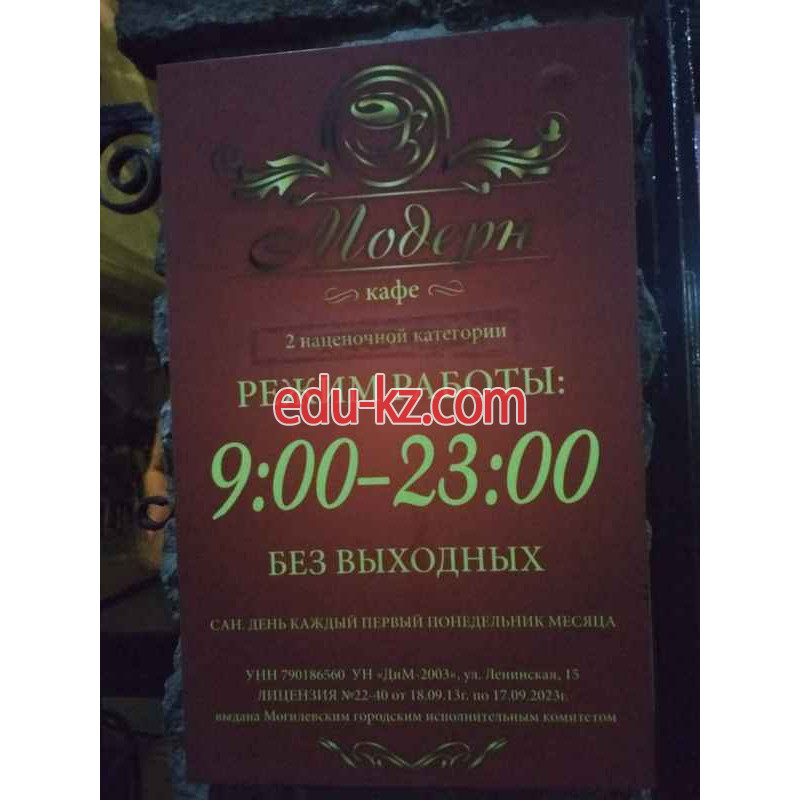 Модерн
кафе
2 наценочной категории
РЕЖИМ РАБОТЫ:
edu-kz.com
9:00-23:00
БЕЗ ВЫХОДНЫХ
САН. ДЕНЬ КАЖДЫЙ ПЕРВЫЙ ПОНЕДЕЛЬНИК МЕСЯЦА
УНН 790186560 УН «ДиМ-2003», ул. Ленинская, 15
ЛИЦЕНЗИЯ №22-40 от 18.09.13г. по 17.09.2023г.
выдана Могилевским городским исполнительным комитетом